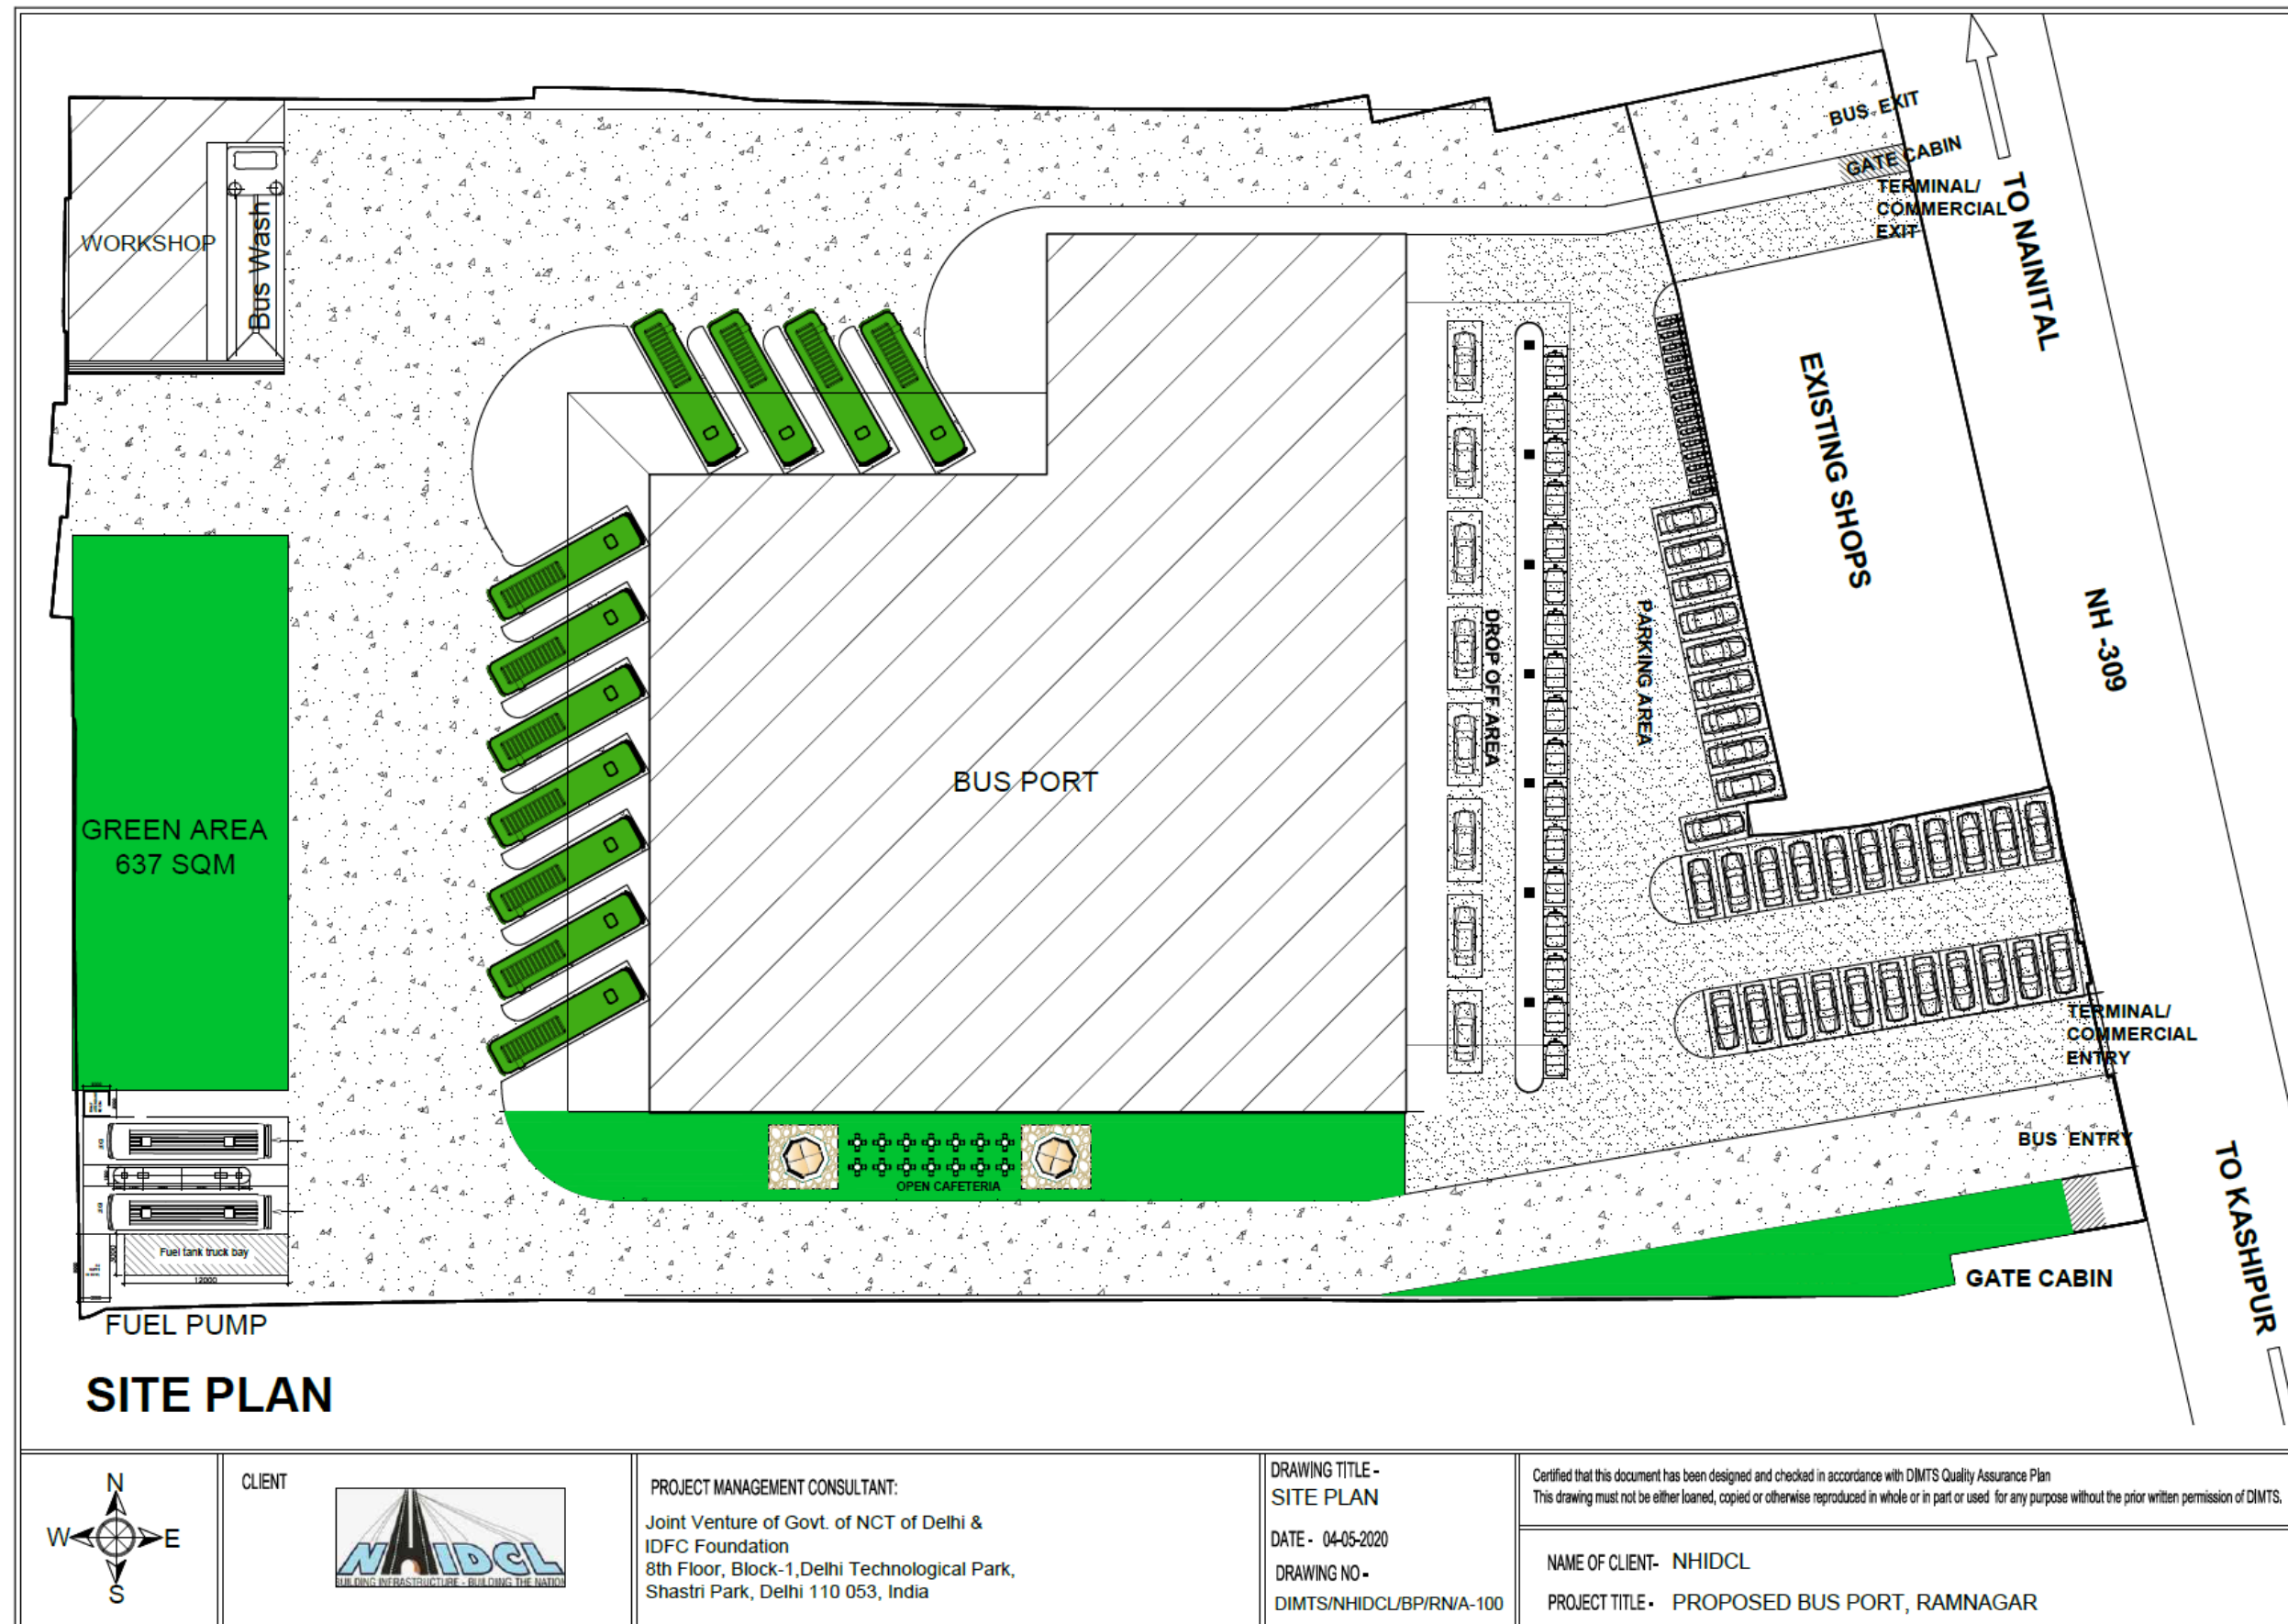 BUS EXIT
GATE CABIN
TERMINAL/
COMMERCIAL
EXIT
TO NAINITAL
WORKSHOP
Bus Wash
EXISTING SHOPS
NH -309
DROP OFF AREA
PARKING AREA
BUS PORT
GREEN AREA
637 SQM
TERMINAL/
COMMERCIAL
ENTRY
BUS ENTRY
OPEN CAFETERIA
TO KASHIPUR
Fuel tank truck bay
3000
12000
GATE CABIN
FUEL PUMP
SITE PLAN
N
W E
S
CLIENT
NHIDCL
BUILDING INFRASTRUCTURE - BUILDING THE NATION
PROJECT MANAGEMENT CONSULTANT:
Joint Venture of Govt. of NCT of Delhi &
IDFC Foundation
8th Floor, Block-1,Delhi Technological Park,
Shastri Park, Delhi 110 053, India
DRAWING TITLE -
SITE PLAN
DATE - 04-05-2020
DRAWING NO -
DIMTS/NHIDCL/BP/RN/A-100
Certified that this document has been designed and checked in accordance with DIMTS Quality Assurance Plan
This drawing must not be either loaned, copied or otherwise reproduced in whole or in part or used for any purpose without the prior written permission of DIMTS.
NAME OF CLIENT- NHIDCL
PROJECT TITLE - PROPOSED BUS PORT, RAMNAGAR